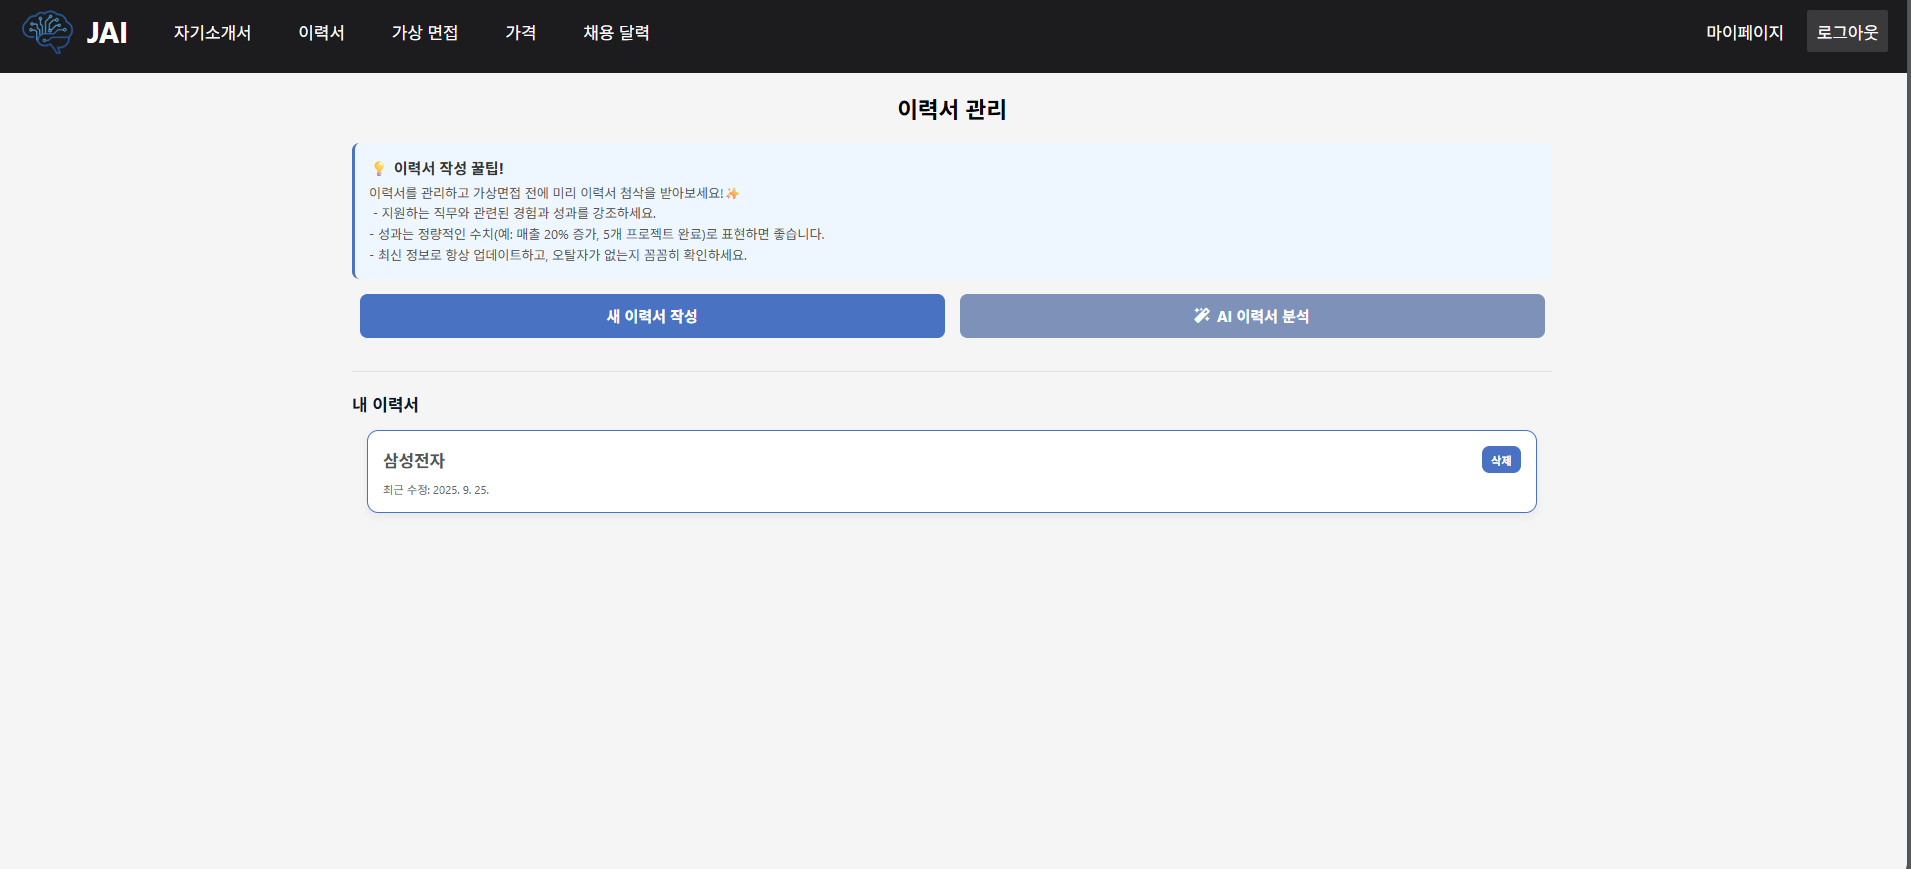 JAI
자기소개서
이력서
가상 면접
가격
채용 달력
마이페이지
로그아웃
이력서 관리
💡 이력서 작성 꿀팁!
이력서를 관리하고 가상면접 전에 미리 이력서 첨삭을 받아보세요!✨
- 지원하는 직무와 관련된 경험과 성과를 강조하세요.
- 성과는 정량적인 수치(예: 매출 20% 증가, 5개 프로젝트 완료)로 표현하면 좋습니다.
- 최신 정보로 항상 업데이트하고, 오탈자가 없는지 꼼꼼히 확인하세요.
새 이력서 작성
AI 이력서 분석
내 이력서
삼성전자
삭제
최근 수정: 2025. 9. 25.